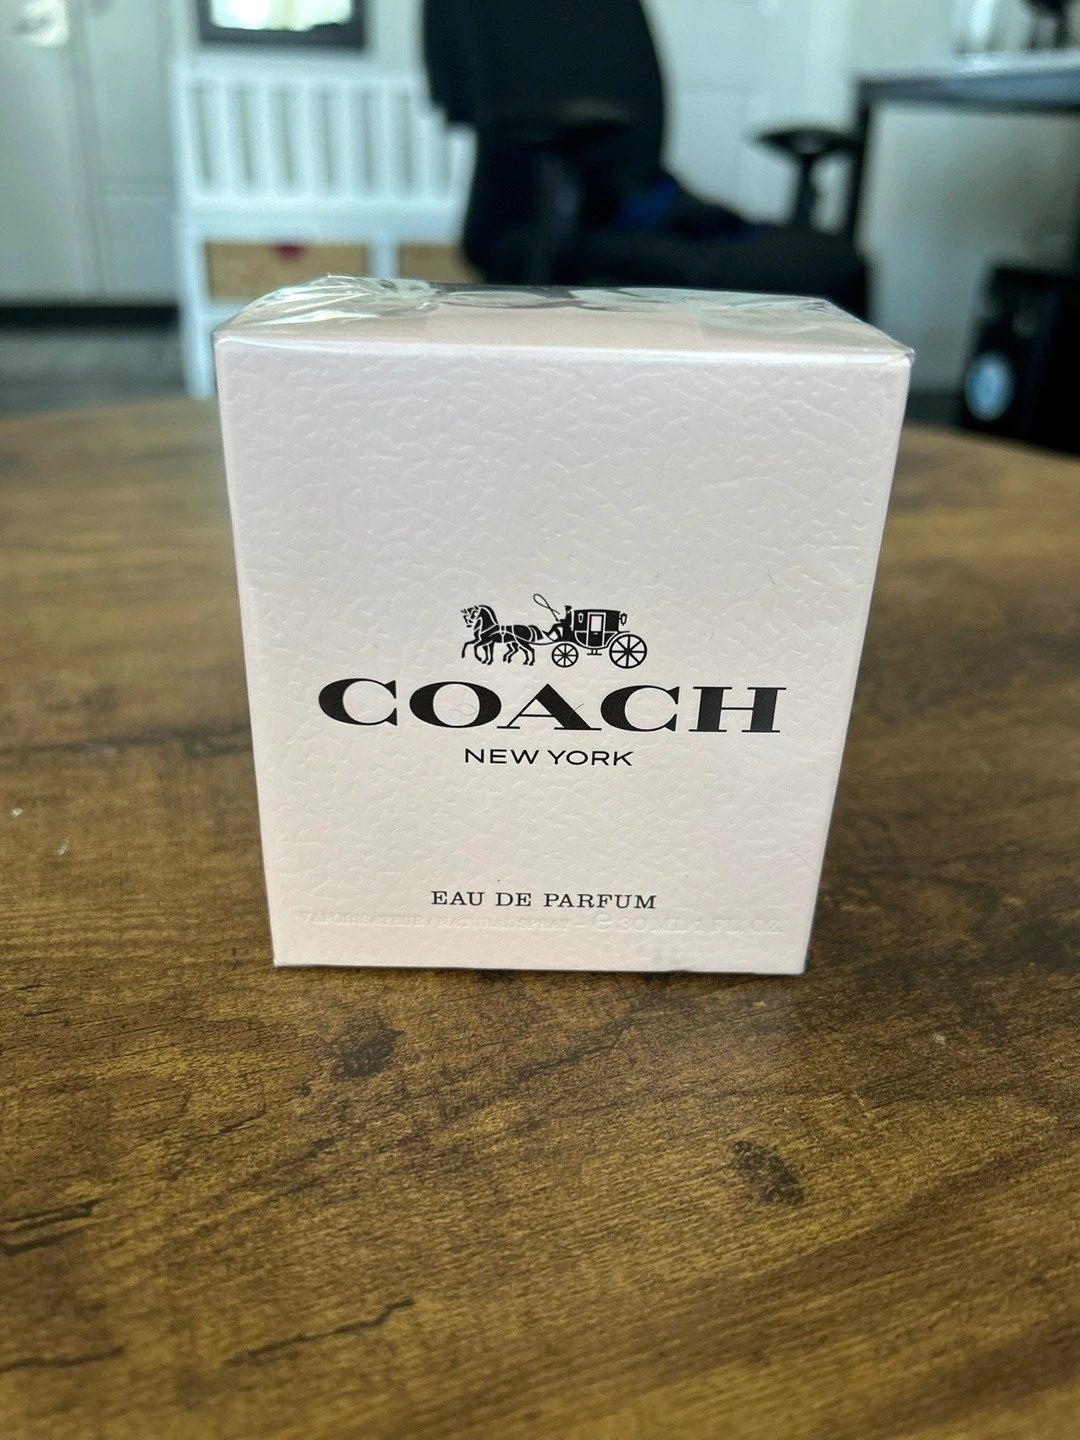 COACH
NEW YORK
EAU DE PARFUM
VAPORISATEUR/NATURAL SPRAY - ℮ 30 ML 1 FL.OZ.